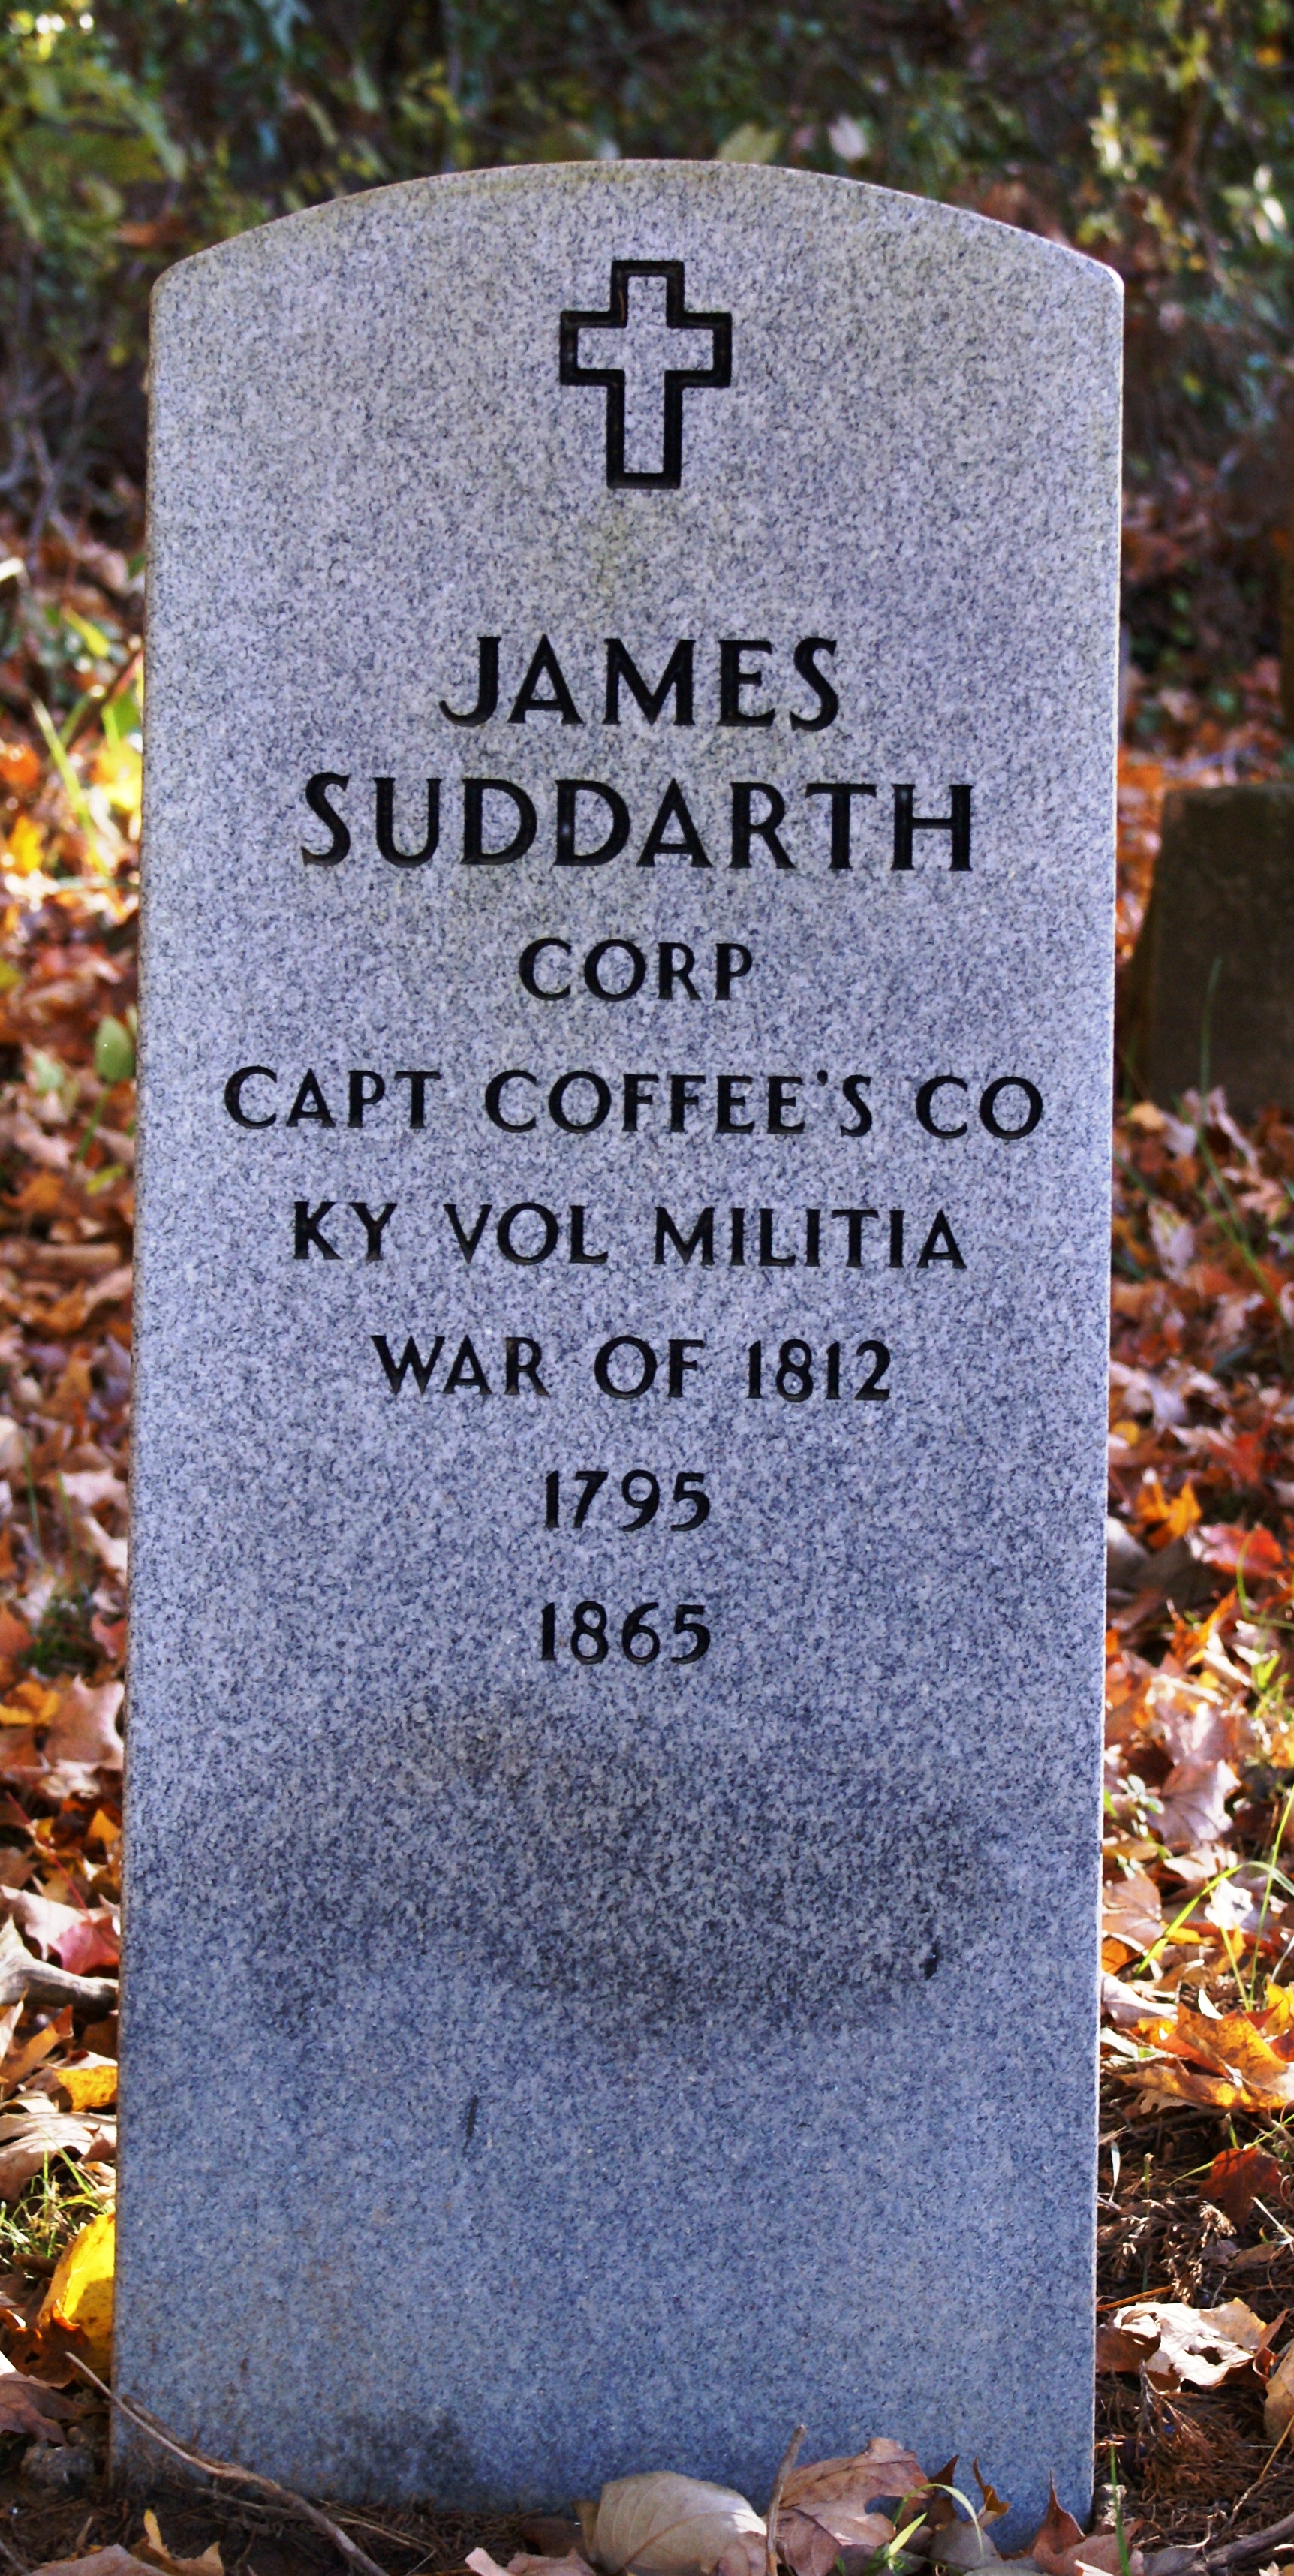 JAMES
SUDDARTH
CORP
CAPT COFFEE'S CO
KY VOL MILITIA
WAR OF 1812
1795
1865